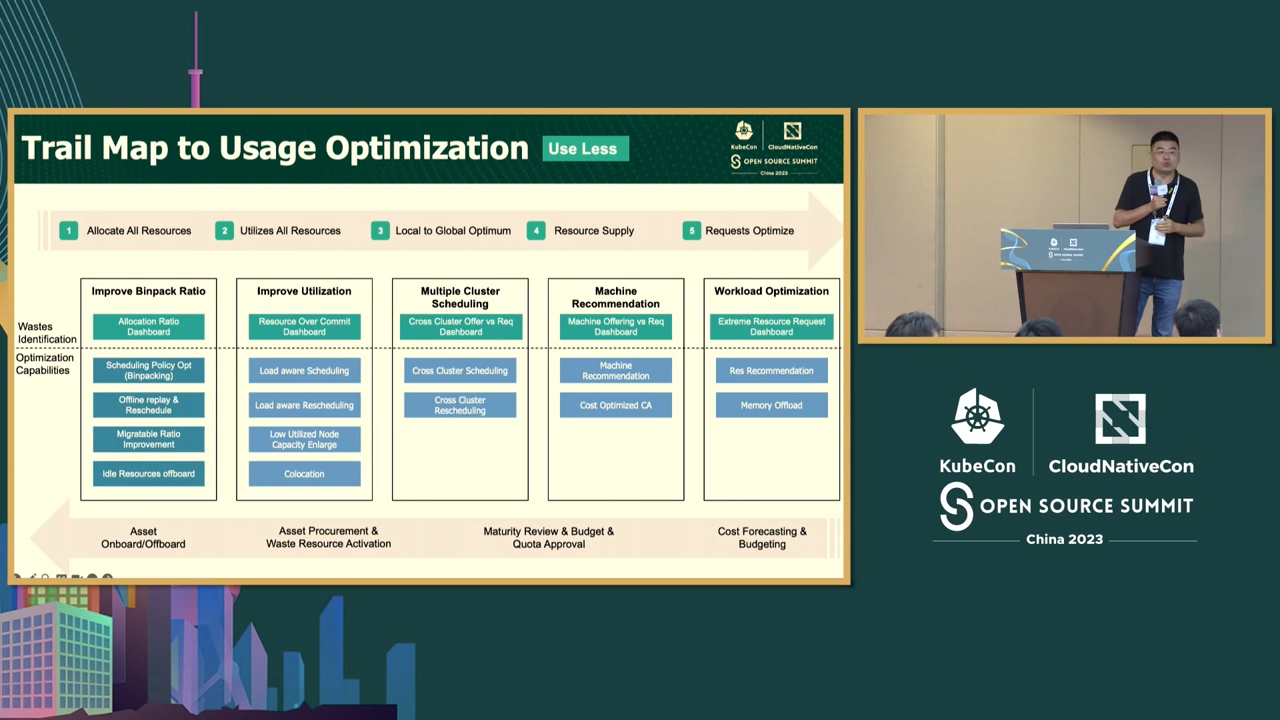 Trail Map to Usage Optimization
Use Less
KubeCon
CloudNativeCon
OPEN SOURCE SUMMIT
China 2023
1 Allocate All Resources
2 Utilizes All Resources
3 Local to Global Optimum
4 Resource Supply
5 Requests Optimize
Wastes
Identification
Optimization
Capabilities
Improve Binpack Ratio
Allocation Ratio
Dashboard
Scheduling Policy Opt
(Binpacking)
Offline replay &
Reschedule
Migratable Ratio
Improvement
Idle Resources offboard
Improve Utilization
Resource Over Commit
Dashboard
Load aware Scheduling
Load aware Rescheduling
Low Utilized Node
Capacity Enlarge
Colocation
Multiple Cluster
Scheduling
Cross Cluster Offer vs Req
Dashboard
Cross Cluster Scheduling
Cross Cluster
Rescheduling
Machine
Recommendation
Machine Offering vs Req
Dashboard
Machine
Recommendation
Cost Optimized CA
Workload Optimization
Extreme Resource Request
Dashboard
Res Recommendation
Memory Offload
Asset
Onboard/Offboard
Asset Procurement &
Waste Resource Activation
Maturity Review & Budget &
Quota Approval
Cost Forecasting &
Budgeting
KubeCon
CloudNativeCon
OPEN SOURCE SUMMIT
China 2023